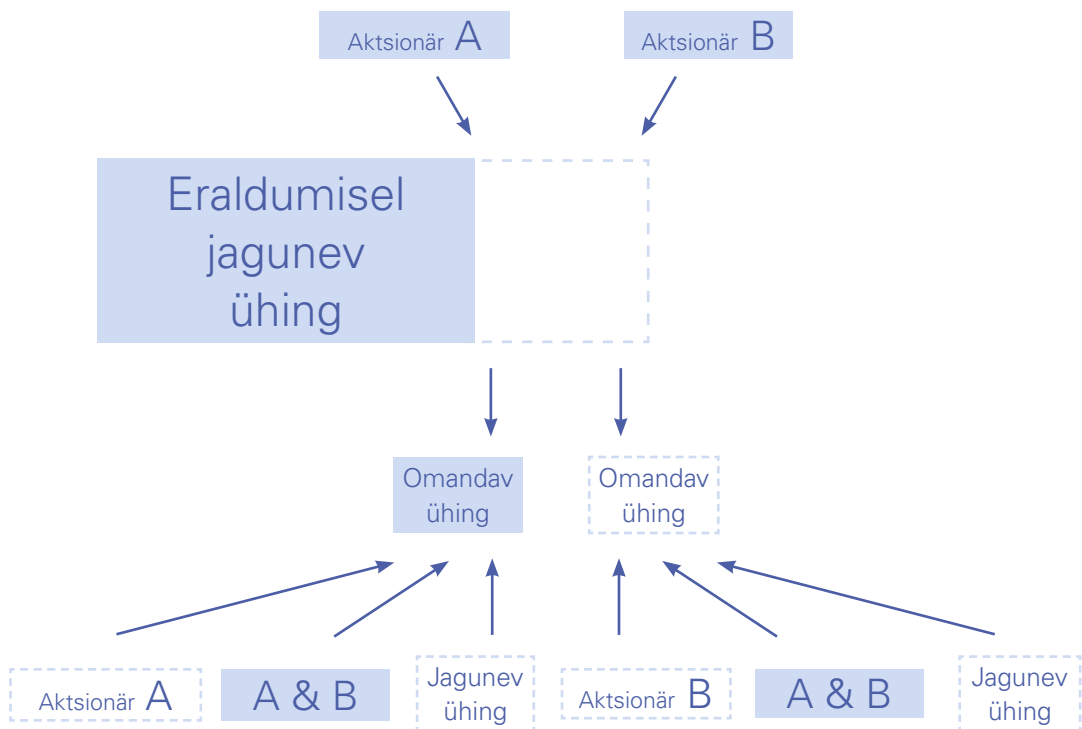 Aktsionär A
Aktsionär B
Eraldumisel
jagunev
ühing
Omandav
ühing
Omandav
ühing
Aktsionär A
A & B
Jagunev
ühing
Aktsionär B
A & B
Jagunev
ühing